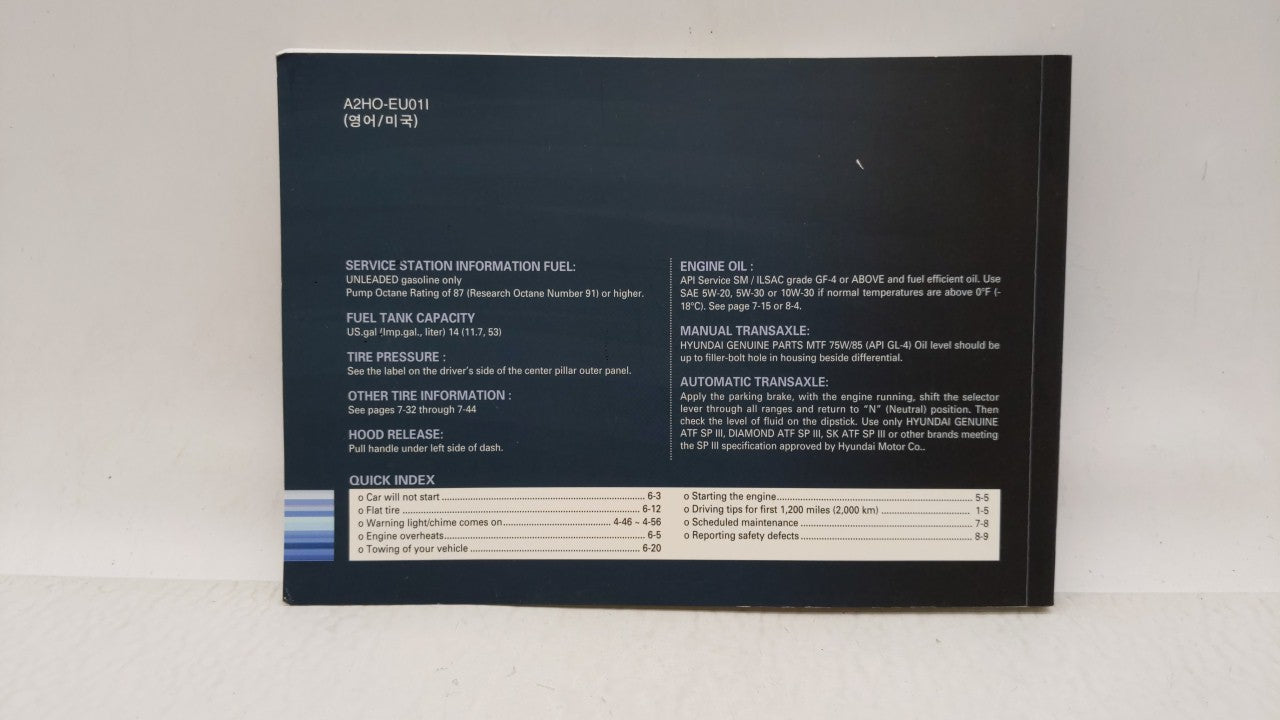 A2HO-EU01I
(영어/미국)
SERVICE STATION INFORMATION FUEL:
UNLEADED gasoline only
Pump Octane Rating of 87 (Research Octane Number 91) or higher.
FUEL TANK CAPACITY
US.gal (Imp.gal., liter) 14 (11.7, 53)
TIRE PRESSURE :
See the label on the driver's side of the center pillar outer panel.
OTHER TIRE INFORMATION :
See pages 7-32 through 7-44
HOOD RELEASE:
Pull handle under left side of dash.
ENGINE OIL :
API Service SM / ILSAC grade GF-4 or ABOVE and fuel efficient oil. Use
SAE 5W-20, 5W-30 or 10W-30 if normal temperatures are above 0°F (-
18°C). See page 7-15 or 8-4.
MANUAL TRANSAXLE:
HYUNDAI GENUINE PARTS MTF 75W/85 (API GL-4) Oil level should be
up to filler-bolt hole in housing beside differential.
AUTOMATIC TRANSAXLE:
Apply the parking brake, with the engine running, shift the selector
lever through all ranges and return to "N" (Neutral) position. Then
check the level of fluid on the dipstick. Use only HYUNDAI GENUINE
ATF SP III, DIAMOND ATF SP III, SK ATF SP III or other brands meeting
the SP III specification approved by Hyundai Motor Co..
QUICK INDEX
o Car will not start ........ 6-3
o Flat tire ........ 6-12
o Warning light/chime comes on ........ 4-46 ~ 4-56
o Engine overheats ........ 6-5
o Towing of your vehicle ........ 6-20
o Starting the engine ........ 5-5
o Driving tips for first 1,200 miles (2,000 km) ........ 1-5
o Scheduled maintenance ........ 7-8
o Reporting safety defects ........ 8-9